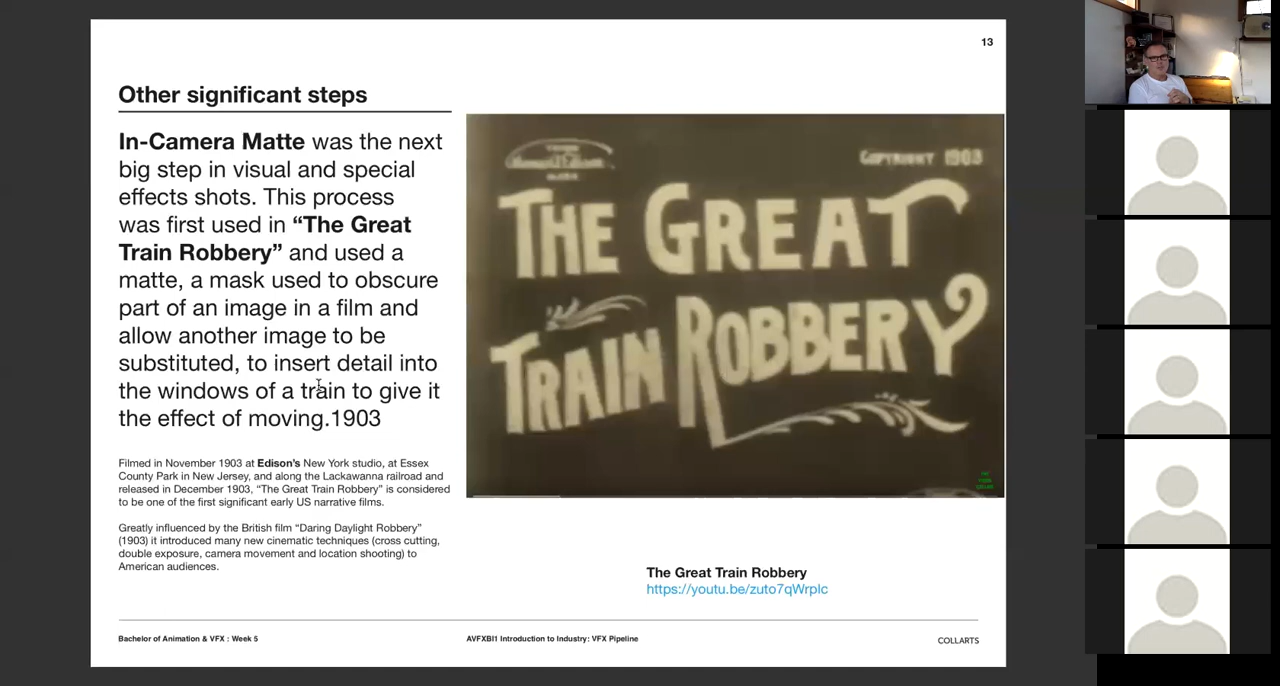 13
Other significant steps
In-Camera Matte was the next
big step in visual and special
effects shots. This process
was first used in “The Great
Train Robbery” and used a
matte, a mask used to obscure
part of an image in a film and
allow another image to be
substituted, to insert detail into
the windows of a train to give it
the effect of moving.1903
Filmed in November 1903 at Edison’s New York studio, at Essex
County Park in New Jersey, and along the Lackawanna railroad and
released in December 1903, “The Great Train Robbery” is considered
to be one of the first significant early US narrative films.
Greatly influenced by the British film “Daring Daylight Robbery”
(1903) it introduced many new cinematic techniques (cross cutting,
double exposure, camera movement and location shooting) to
American audiences.
COPYRIGHT 1903
THE GREAT
TRAIN ROBBERY
The Great Train Robbery
https://youtu.be/zuto7qWrplc
Bachelor of Animation & VFX : Week 5
AVFXBI1 Introduction to Industry: VFX Pipeline
COLLARTS